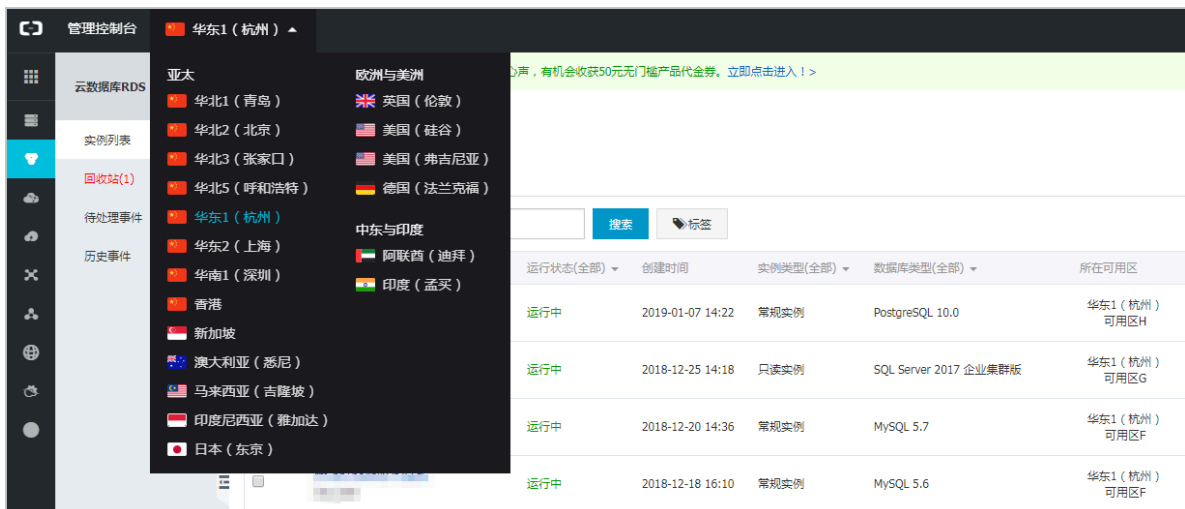 管理控制台
华东1 ( 杭州 )
心声，有机会收获50元无门槛产品代金券。立即点击进入！>
云数据库RDS
实例列表
回收站(1)
待处理事件
历史事件
亚太
华北1 ( 青岛 )
华北2 ( 北京 )
华北3 ( 张家口 )
华北5 ( 呼和浩特 )
华东1 ( 杭州 )
华东2 ( 上海 )
华南1 ( 深圳 )
香港
新加坡
澳大利亚 ( 悉尼 )
马来西亚 ( 吉隆坡 )
印度尼西亚 ( 雅加达 )
日本 ( 东京 )
欧洲与美洲
英国 ( 伦敦 )
美国 ( 硅谷 )
美国 ( 弗吉尼亚 )
德国 ( 法兰克福 )
中东与印度
阿联酋 ( 迪拜 )
印度 ( 孟买 )
搜索 标签
运行状态(全部) 创建时间 实例类型(全部) 数据库类型(全部) 所在可用区
运行中 2019-01-07 14:22 常规实例 PostgreSQL 10.0 华东1 ( 杭州 )
可用区H
运行中 2018-12-25 14:18 只读实例 SQL Server 2017 企业集群版 华东1 ( 杭州 )
可用区G
运行中 2018-12-20 14:36 常规实例 MySQL 5.7 华东1 ( 杭州 )
可用区F
运行中 2018-12-18 16:10 常规实例 MySQL 5.6 华东1 ( 杭州 )
可用区F